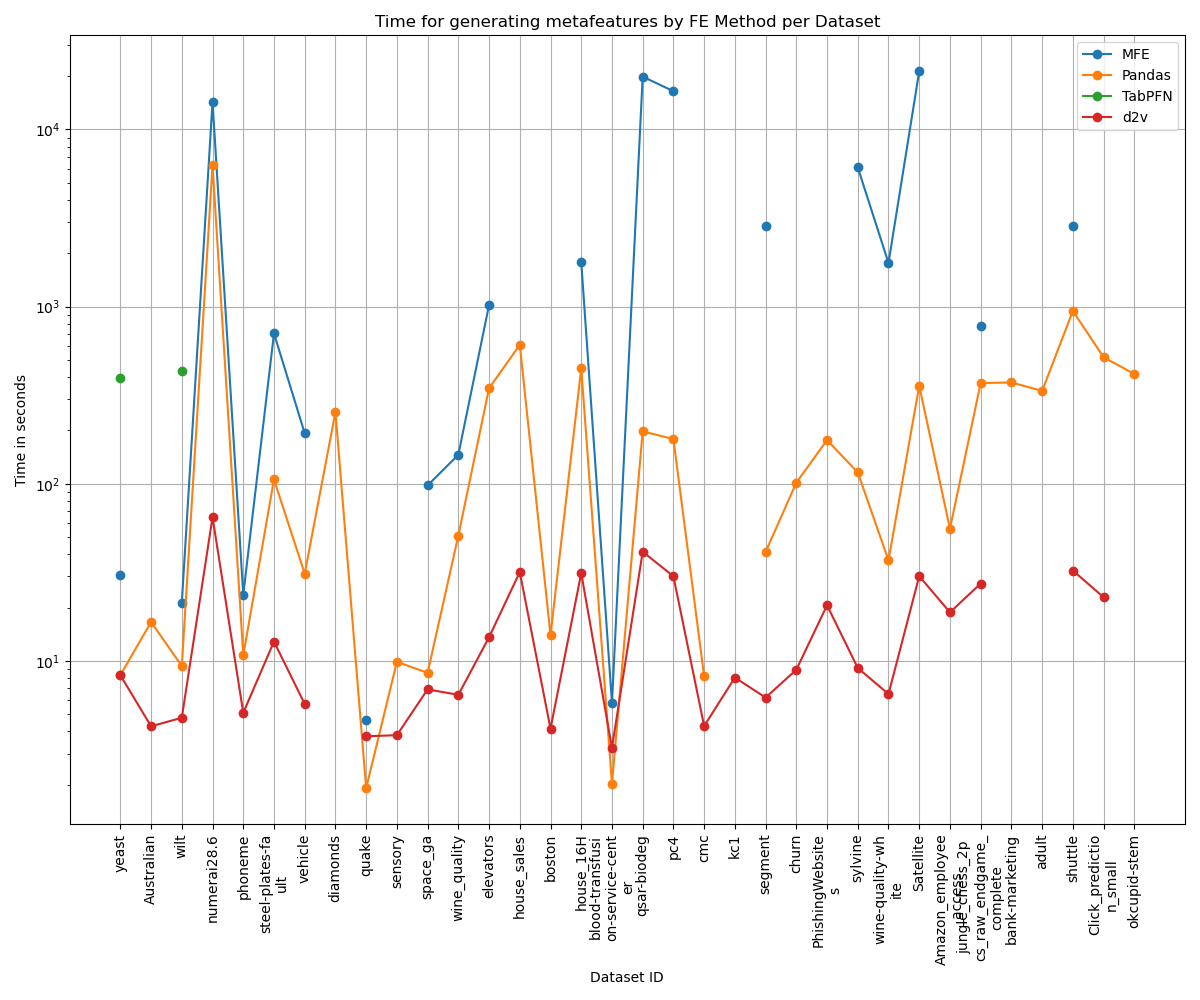 Time for generating metafeatures by FE Method per Dataset
MFE
Pandas
TabPFN
d2v
10^4
10^3
10^2
10^1
Time in seconds
yeast
Australian
wilt
numerai28.6
phoneme
steel-plates-fa
ult
vehicle
diamonds
quake
sensory
space_ga
wine_quality
elevators
house_sales
boston
house_16H
blood-transfusi
on-service-cent
er
qsar-biodeg
pc4
cmc
kc1
segment
churn
PhishingWebsite
s
sylvine
wine-quality-wh
ite
Satellite
Amazon_employee
_access
jungle_chess_2p
cs_raw_endgame_
complete
bank-marketing
adult
shuttle
Click_predictio
n_small
okcupid-stem
Dataset ID